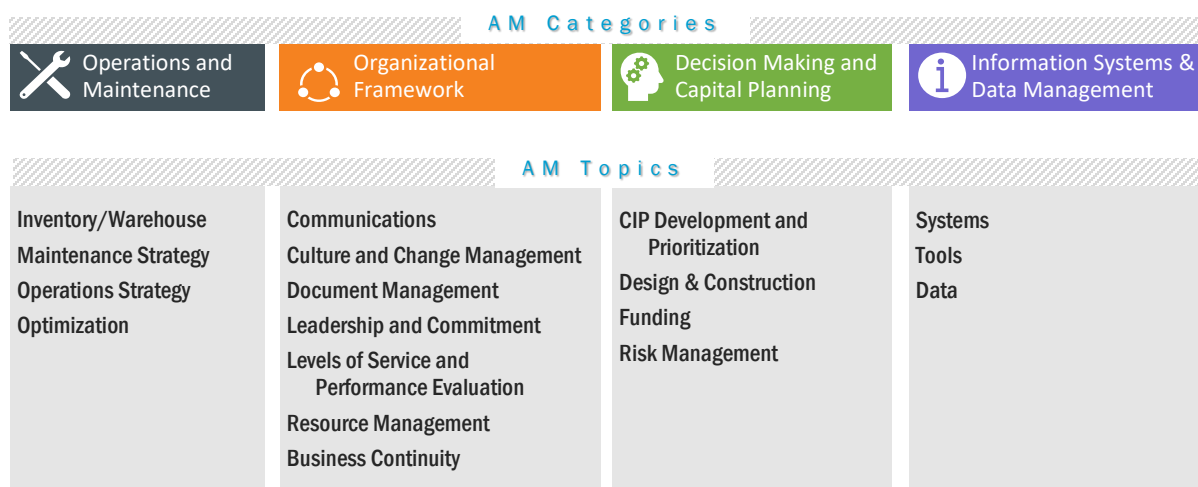 AM Categories
Operations and
Maintenance
Organizational
Framework
Decision Making and
Capital Planning
Information Systems &
Data Management
AM Topics
Inventory/Warehouse
Maintenance Strategy
Operations Strategy
Optimization
Communications
Culture and Change Management
Document Management
Leadership and Commitment
Levels of Service and
Performance Evaluation
Resource Management
Business Continuity
CIP Development and
Prioritization
Design & Construction
Funding
Risk Management
Systems
Tools
Data